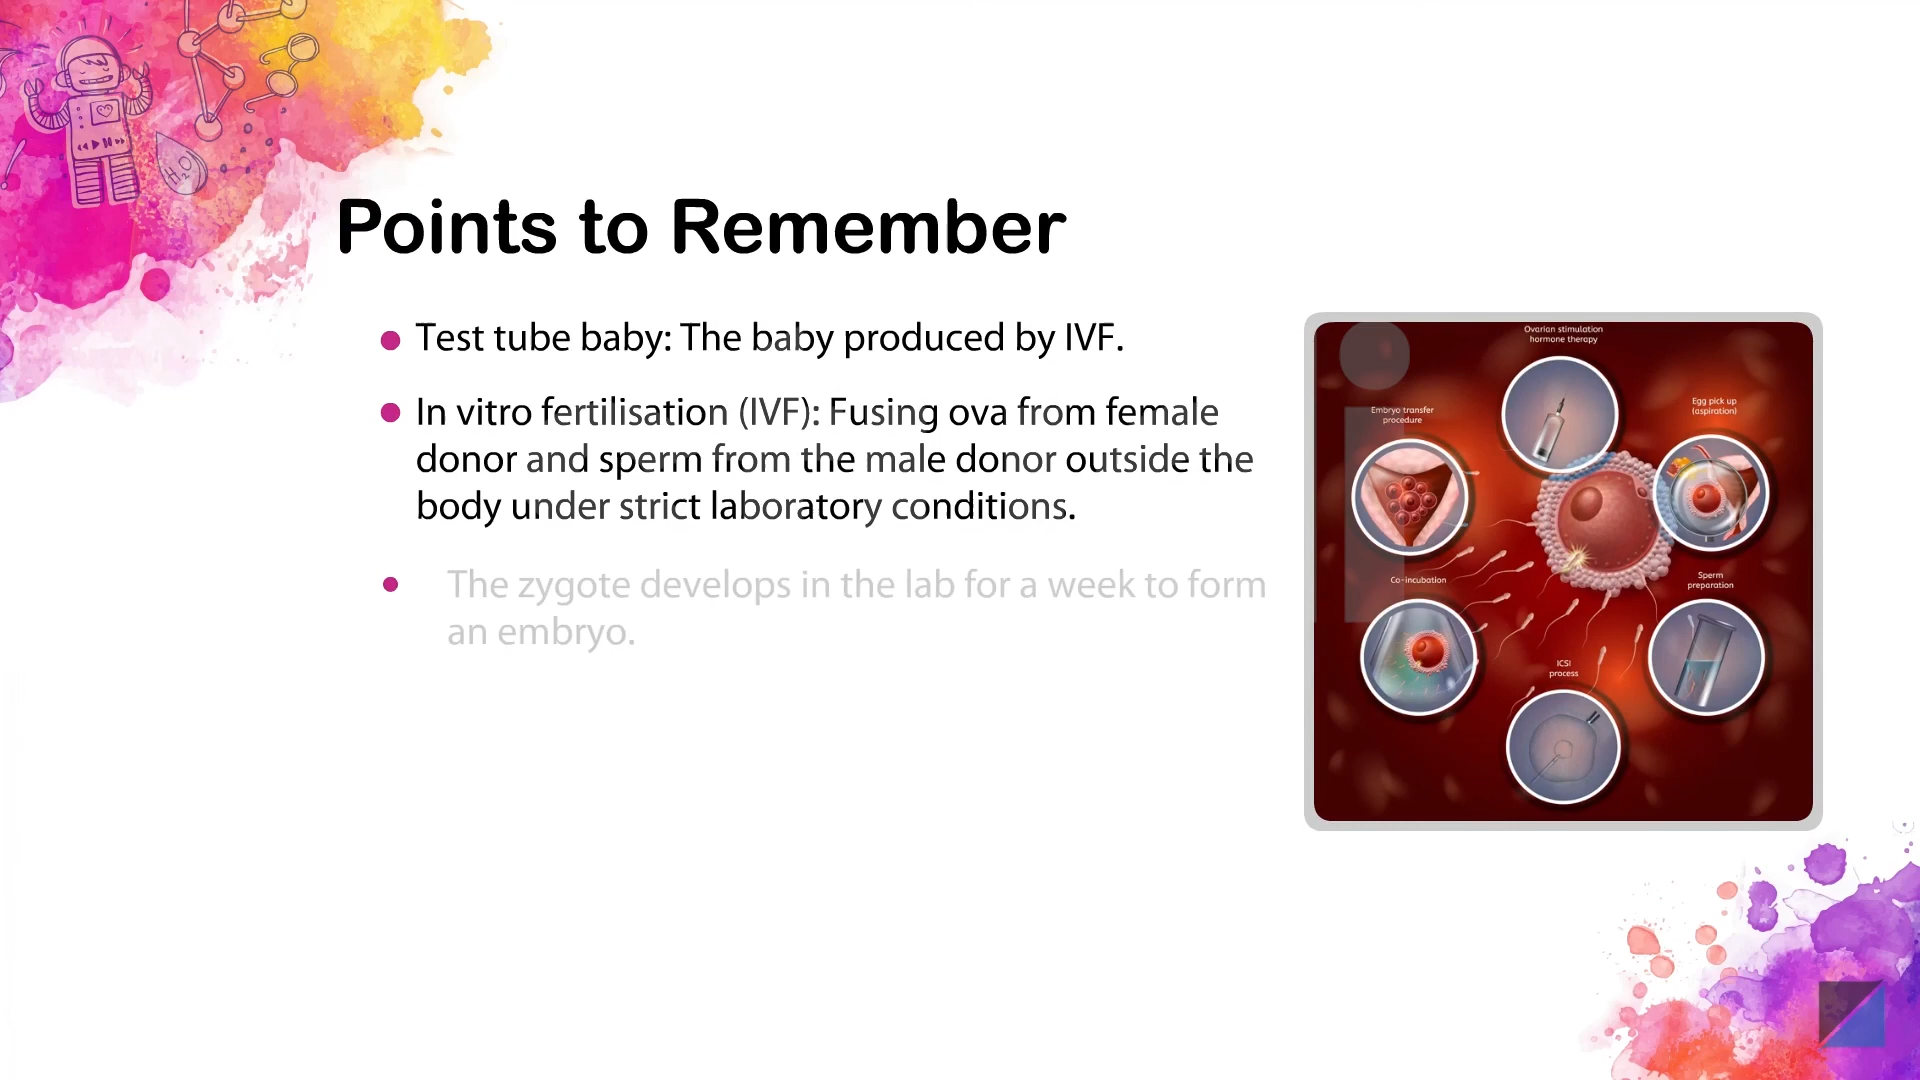 Points to Remember
Test tube baby: The baby produced by IVF.
In vitro fertilisation (IVF): Fusing ova from female
donor and sperm from the male donor outside the
body under strict laboratory conditions.
The zygote develops in the lab for a week to form
an embryo.
Ovarian stimulation
hormone therapy
Embryo transfer
procedure
Egg pick up
(aspiration)
Co-incubation
Sperm
preparation
ICSI
process
H₂O